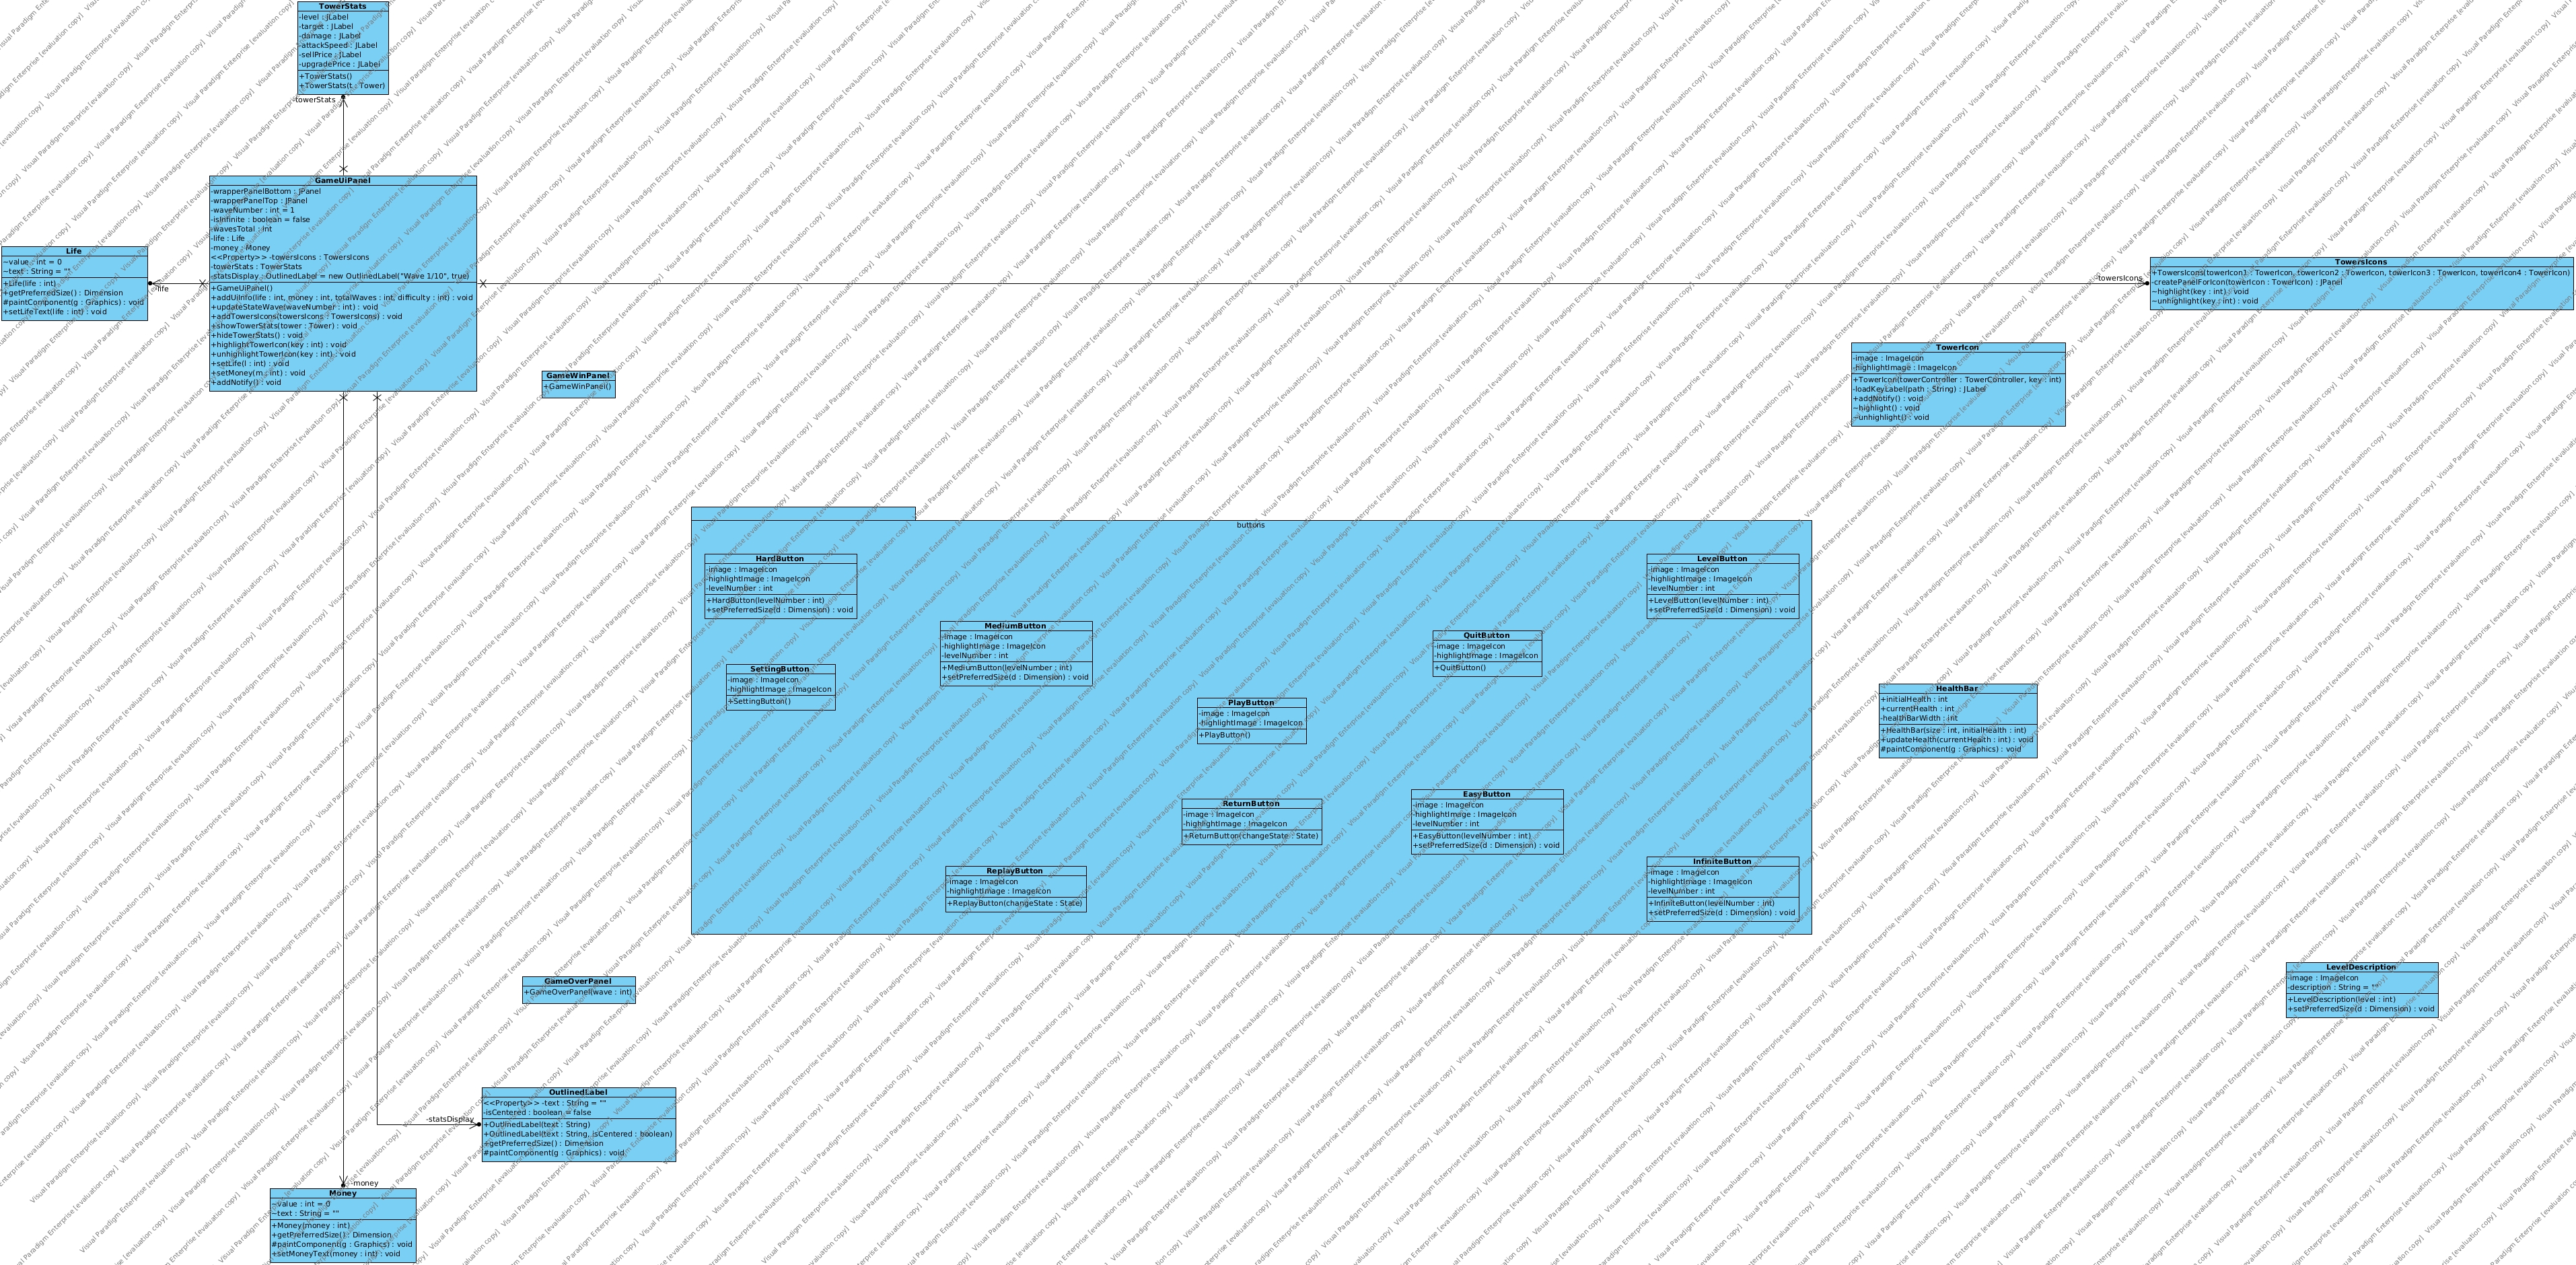 TowerStats
-level : JLabel
-target : JLabel
-damage : JLabel
-attackSpeed : JLabel
-sellPrice : JLabel
-upgradePrice : JLabel
+TowerStats()
+TowerStats(t : Tower)
-towerStats
GameUiPanel
-wrapperPanelBottom : JPanel
-wrapperPanelTop : JPanel
-waveNumber : int = 1
-isInfinite : boolean = false
-wavesTotal : int
-life : Life
-money : Money
<<Property>> -towersIcons : TowersIcons
-towerStats : TowerStats
-statsDisplay : OutlinedLabel = new OutlinedLabel("Wave 1/10", true)
+GameUiPanel()
+addUiInfo(life : int, money : int, totalWaves : int, difficulty : int) : void
+updateStateWave(waveNumber : int) : void
+addTowersIcons(towersIcons : TowersIcons) : void
+showTowerStats(tower : Tower) : void
+hideTowerStats() : void
+highlightTowerIcon(key : int) : void
+unhighlightTowerIcon(key : int) : void
+setLife(l : int) : void
+setMoney(m : int) : void
+addNotify() : void
Life
~value : int = 0
~text : String = ""
+Life(life : int)
+getPreferredSize() : Dimension
#paintComponent(g : Graphics) : void
+setLifeText(life : int) : void
-life
-towersIcons
TowersIcons
+TowersIcons(towerIcon1 : TowerIcon, towerIcon2 : TowerIcon, towerIcon3 : TowerIcon, towerIcon4 : TowerIcon)
-createPanelForIcon(towerIcon : TowerIcon) : JPanel
~highlight(key : int) : void
~unhighlight(key : int) : void
TowerIcon
-image : ImageIcon
-highlightImage : ImageIcon
+TowerIcon(towerController : TowerController, key : int)
-loadKeyLabel(path : String) : JLabel
+addNotify() : void
~highlight() : void
~unhighlight() : void
GameWinPanel
+GameWinPanel()
buttons
HardButton
-image : ImageIcon
-highlightImage : ImageIcon
-levelNumber : int
+HardButton(levelNumber : int)
+setPreferredSize(d : Dimension) : void
LevelButton
-image : ImageIcon
-highlightImage : ImageIcon
-levelNumber : int
+LevelButton(levelNumber : int)
+setPreferredSize(d : Dimension) : void
MediumButton
-image : ImageIcon
-highlightImage : ImageIcon
-levelNumber : int
+MediumButton(levelNumber : int)
+setPreferredSize(d : Dimension) : void
QuitButton
-image : ImageIcon
-highlightImage : ImageIcon
+QuitButton()
SettingButton
-image : ImageIcon
-highlightImage : ImageIcon
+SettingButton()
PlayButton
-image : ImageIcon
-highlightImage : ImageIcon
+PlayButton()
HealthBar
+initialHealth : int
+currentHealth : int
-healthBarWidth : int
+HealthBar(size : int, initialHealth : int)
+updateHealth(currentHealth : int) : void
#paintComponent(g : Graphics) : void
ReturnButton
-image : ImageIcon
-highlightImage : ImageIcon
+ReturnButton(changeState : State)
EasyButton
-image : ImageIcon
-highlightImage : ImageIcon
-levelNumber : int
+EasyButton(levelNumber : int)
+setPreferredSize(d : Dimension) : void
ReplayButton
-image : ImageIcon
-highlightImage : ImageIcon
+ReplayButton(changeState : State)
InfiniteButton
-image : ImageIcon
-highlightImage : ImageIcon
-levelNumber : int
+InfiniteButton(levelNumber : int)
+setPreferredSize(d : Dimension) : void
GameOverPanel
+GameOverPanel(wave : int)
LevelDescription
-image : ImageIcon
-description : String = ""
+LevelDescription(level : int)
+setPreferredSize(d : Dimension) : void
OutlinedLabel
<<Property>> -text : String = ""
-isCentered : boolean = false
+OutlinedLabel(text : String)
+OutlinedLabel(text : String, isCentered : boolean)
+getPreferredSize() : Dimension
#paintComponent(g : Graphics) : void
-statsDisplay
-money
Money
~value : int = 0
~text : String = ""
+Money(money : int)
+getPreferredSize() : Dimension
#paintComponent(g : Graphics) : void
+setMoneyText(money : int) : void
Visual Paradigm Enterprise [evaluation copy]